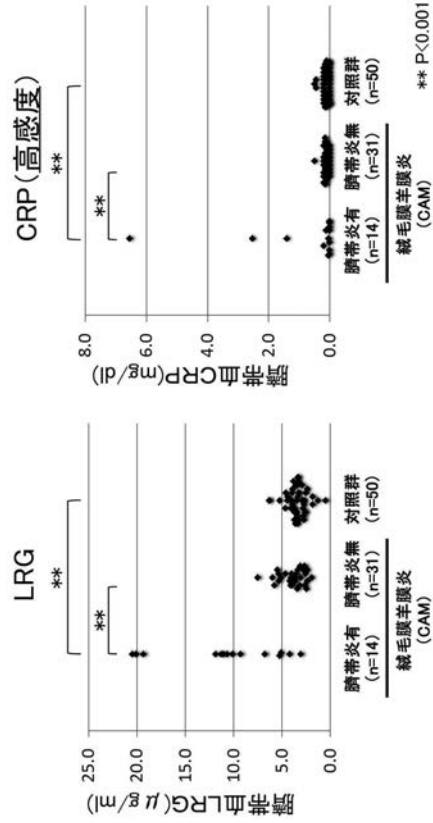 LRG
**
**
臍帯血LRG(μg/ml)
25.0
20.0
15.0
10.0
5.0
0.0
臍帯炎有
(n=14)
臍帯炎無
(n=31)
対照群
(n=50)
絨毛膜羊膜炎
(CAM)
CRP(高感度)
**
**
臍帯血CRP(mg/dl)
8.0
6.0
4.0
2.0
0.0
臍帯炎有
(n=14)
臍帯炎無
(n=31)
対照群
(n=50)
絨毛膜羊膜炎
(CAM)
** P<0.001